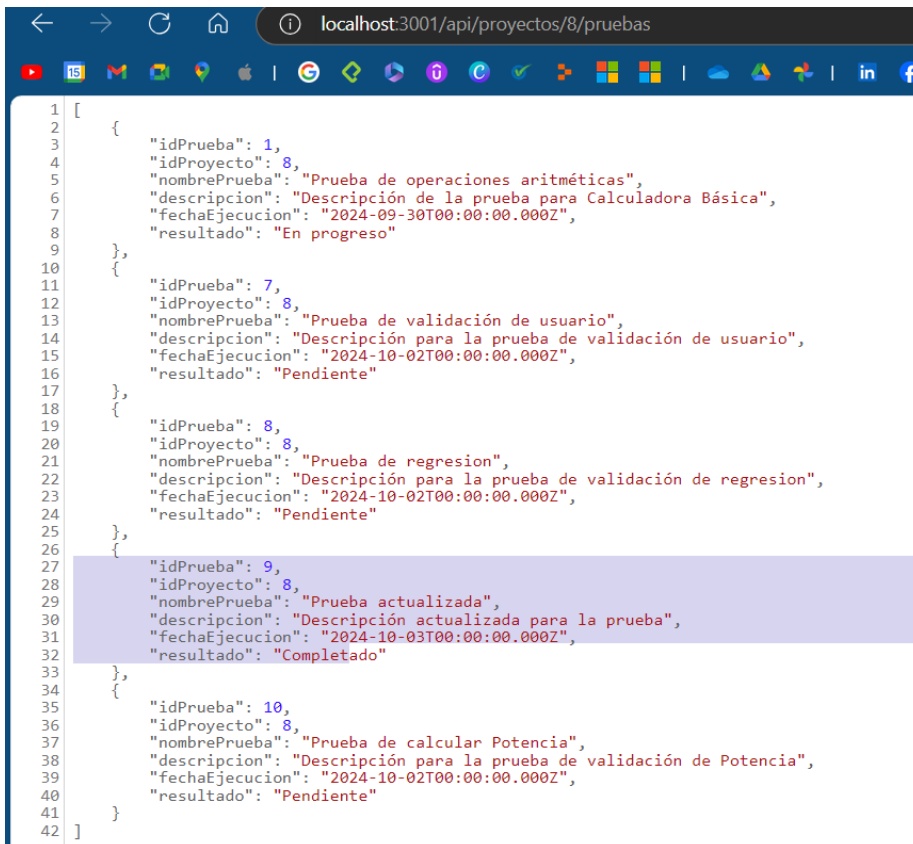 localhost:3001/api/proyectos/8/pruebas
15
1 [
2 {
3 "idPrueba": 1,
4 "idProyecto": 8,
5 "nombrePrueba": "Prueba de operaciones aritméticas",
6 "descripcion": "Descripción de la prueba para Calculadora Básica",
7 "fechaEjecucion": "2024-09-30T00:00:00.000Z",
8 "resultado": "En progreso"
9 },
10 {
11 "idPrueba": 7,
12 "idProyecto": 8,
13 "nombrePrueba": "Prueba de validación de usuario",
14 "descripcion": "Descripción para la prueba de validación de usuario",
15 "fechaEjecucion": "2024-10-02T00:00:00.000Z",
16 "resultado": "Pendiente"
17 },
18 {
19 "idPrueba": 8,
20 "idProyecto": 8,
21 "nombrePrueba": "Prueba de regresion",
22 "descripcion": "Descripción para la prueba de validación de regresion",
23 "fechaEjecucion": "2024-10-02T00:00:00.000Z",
24 "resultado": "Pendiente"
25 },
26 {
27 "idPrueba": 9,
28 "idProyecto": 8,
29 "nombrePrueba": "Prueba actualizada",
30 "descripcion": "Descripción actualizada para la prueba",
31 "fechaEjecucion": "2024-10-03T00:00:00.000Z",
32 "resultado": "Completado"
33 },
34 {
35 "idPrueba": 10,
36 "idProyecto": 8,
37 "nombrePrueba": "Prueba de calcular Potencia",
38 "descripcion": "Descripción para la prueba de validación de Potencia",
39 "fechaEjecucion": "2024-10-02T00:00:00.000Z",
40 "resultado": "Pendiente"
41 }
42 ]